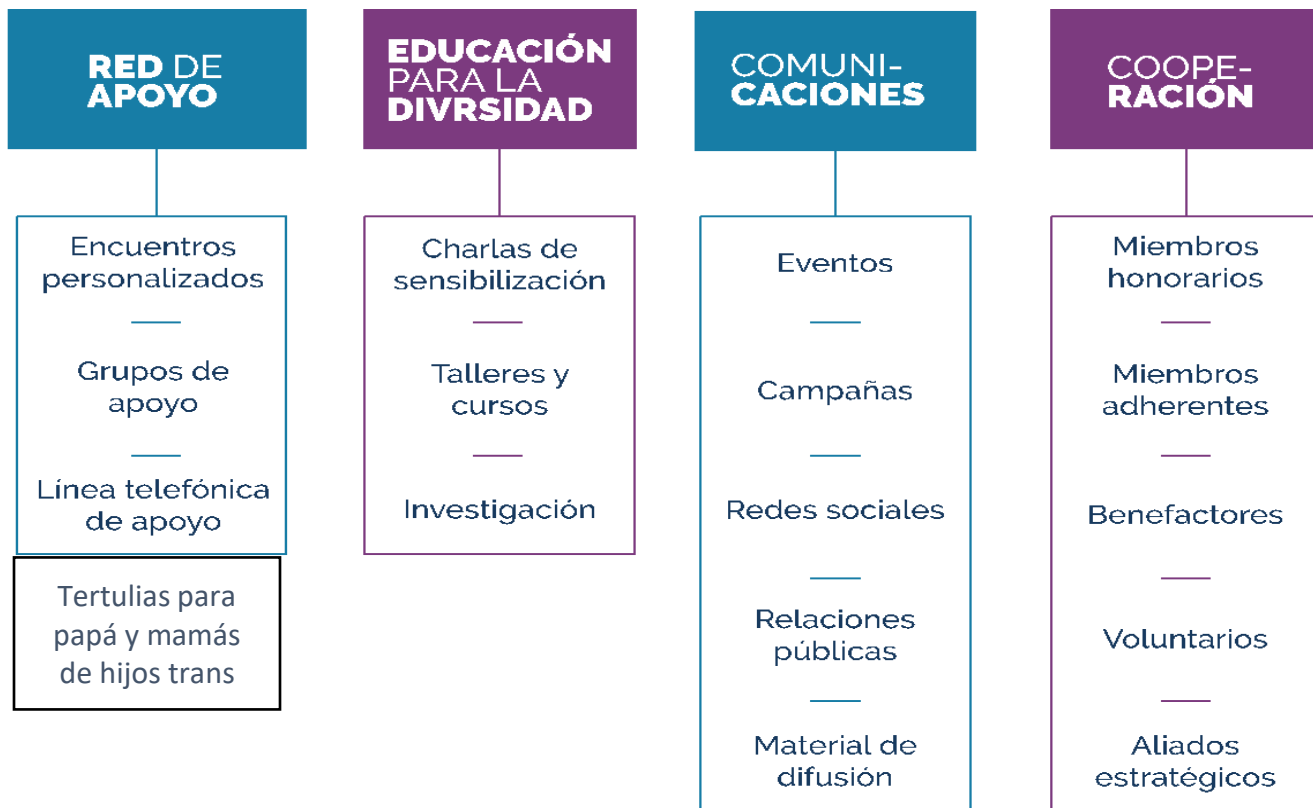 RED DE
APOYO
Encuentros
personalizados
Grupos de
apoyo
Línea telefónica
de apoyo
Tertulias para
papá y mamás
de hijos trans
EDUCACIÓN
PARA LA
DIVRSIDAD
Charlas de
sensibilización
Talleres y
cursos
Investigación
COMUNI-
CACIONES
Eventos
Campañas
Redes sociales
Relaciones
públicas
Material de
difusión
COOPE-
RACIÓN
Miembros
honorarios
Miembros
adherentes
Benefactores
Voluntarios
Aliados
estratégicos